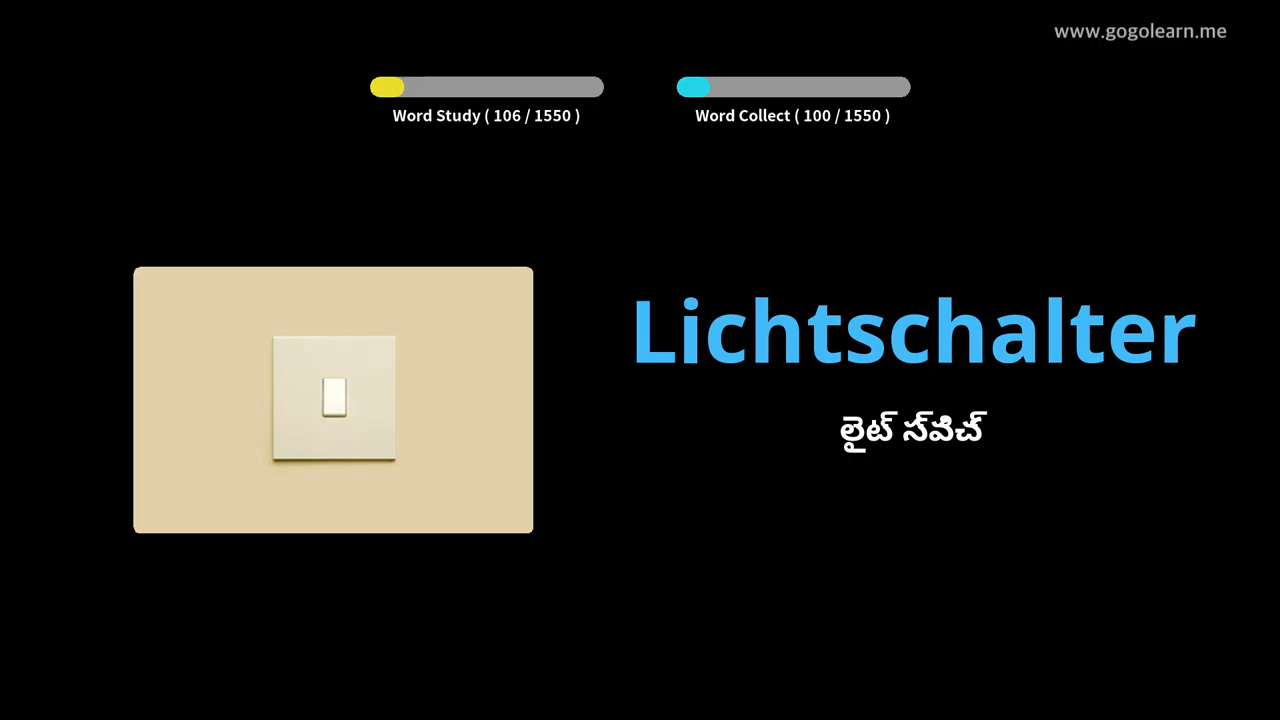 www.gogolearn.me
Word Study ( 106 / 1550 )
Word Collect ( 100 / 1550 )
Lichtschalter
లైట్ స్‌విచ్